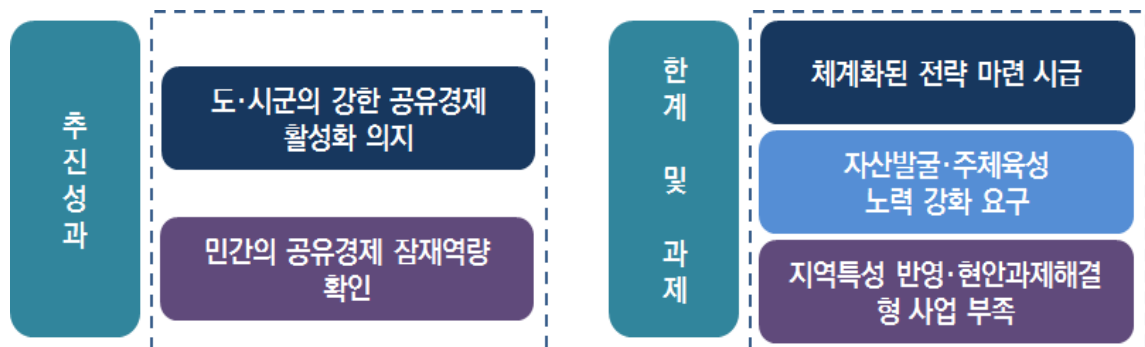 추진성과
도·시군의 강한 공유경제
활성화 의지
민간의 공유경제 잠재역량
확인
한계 및 과제
체계화된 전략 마련 시급
자산발굴·주체육성
노력 강화 요구
지역특성 반영·현안과제해결
형 사업 부족